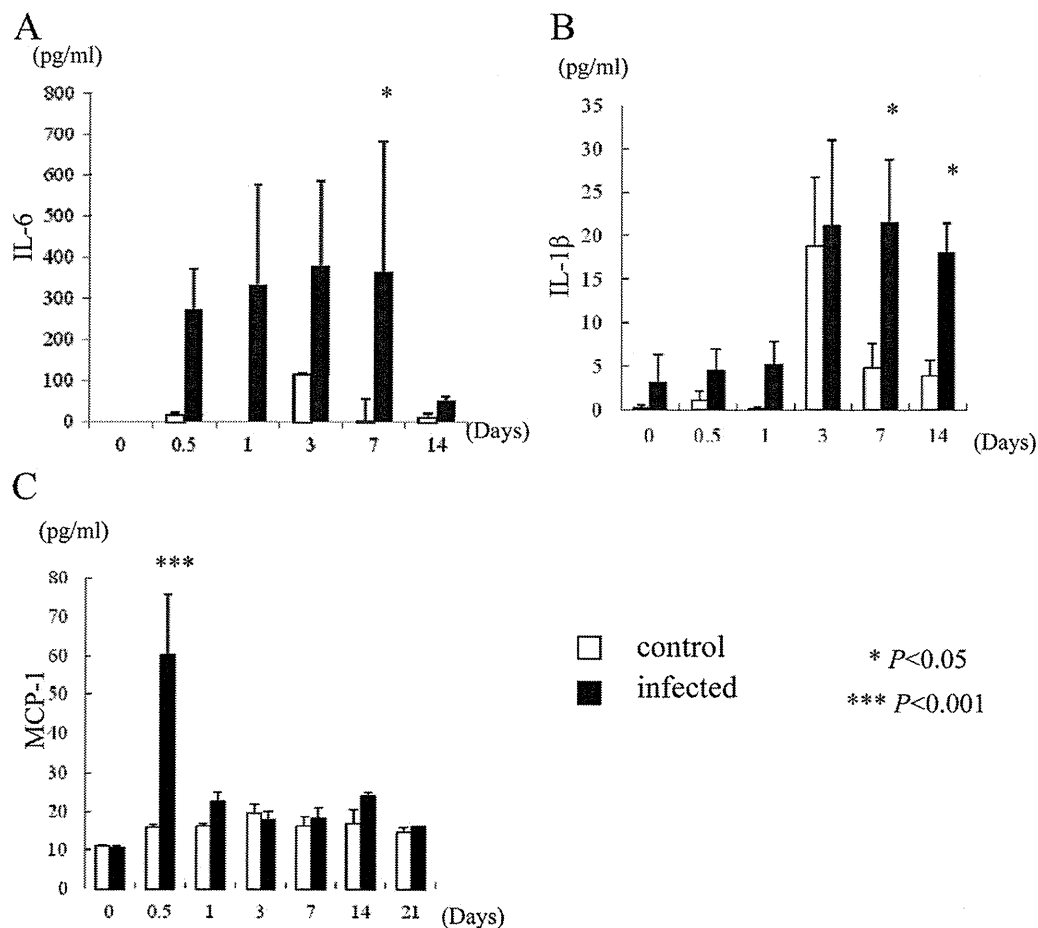 A
(pg/ml)
IL-6
800
700
600
500
400
300
200
100
0
*
0 0.5 1 3 7 14 (Days)
B
(pg/ml)
IL-1β
35
30
25
20
15
10
5
0
*
*
0 0.5 1 3 7 14 (Days)
C
(pg/ml)
MCP-1
80
70
60
50
40
30
20
10
0
***
0 0.5 1 3 7 14 21 (Days)
control
infected
* P<0.05
*** P<0.001